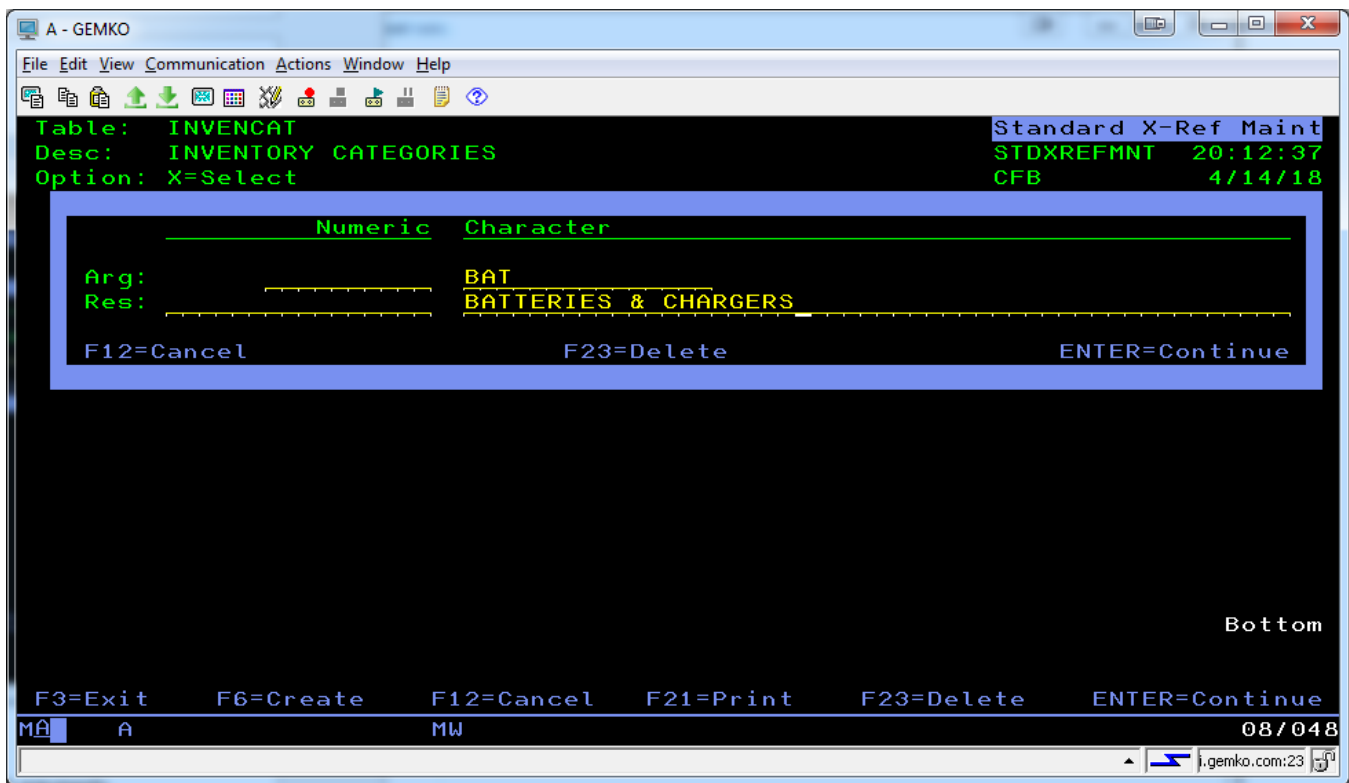 A - GEMKO
File Edit View Communication Actions Window Help
Table: INVENCAT Standard X-Ref Maint
Desc: INVENTORY CATEGORIES STDXREFMNT 20:12:37
Option: X=Select CFB 4/14/18
Numeric Character
Arg: BAT
Res: BATTERIES & CHARGERS
F12=Cancel F23=Delete ENTER=Continue
Bottom
F3=Exit F6=Create F12=Cancel F21=Print F23=Delete ENTER=Continue
MA A MW 08/048
i.gemko.com:23